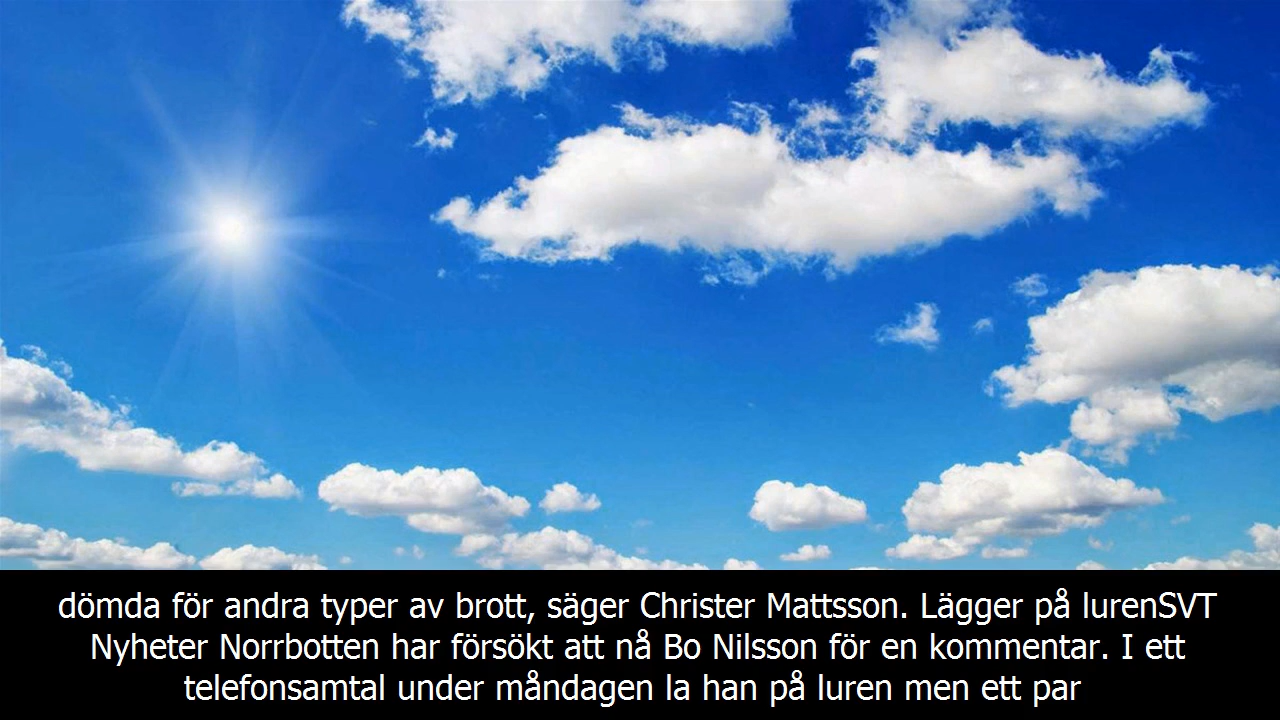 dömda för andra typer av brott, säger Christer Mattsson. Lägger på lurenSVT
Nyheter Norrbotten har försökt att nå Bo Nilsson för en kommentar. I ett
telefonsamtal under måndagen la han på luren men ett par